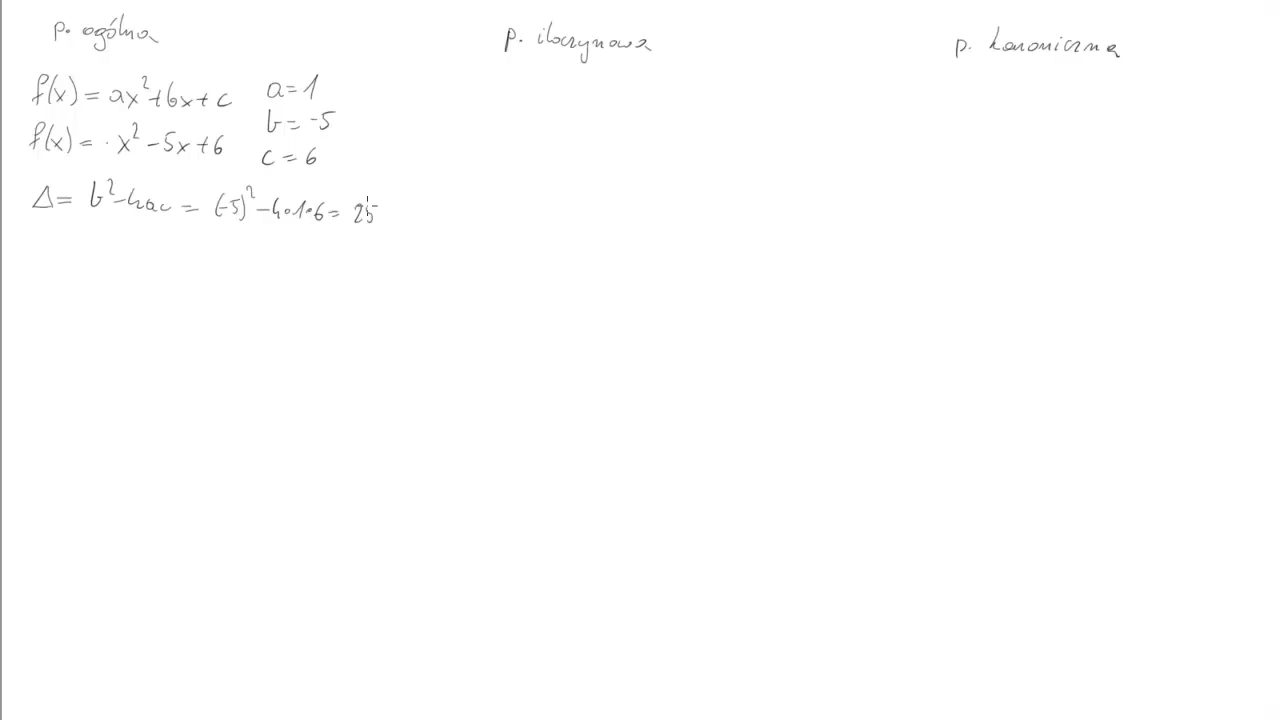 p. ogólna
p. iloczynowa
p. kanoniczna
f(x) = ax²+bx+c
a=1
f(x) = x² - 5x + 6
b = -5
c = 6
Δ = b² - 4ac = (-5)² - 4·1·6 = 25